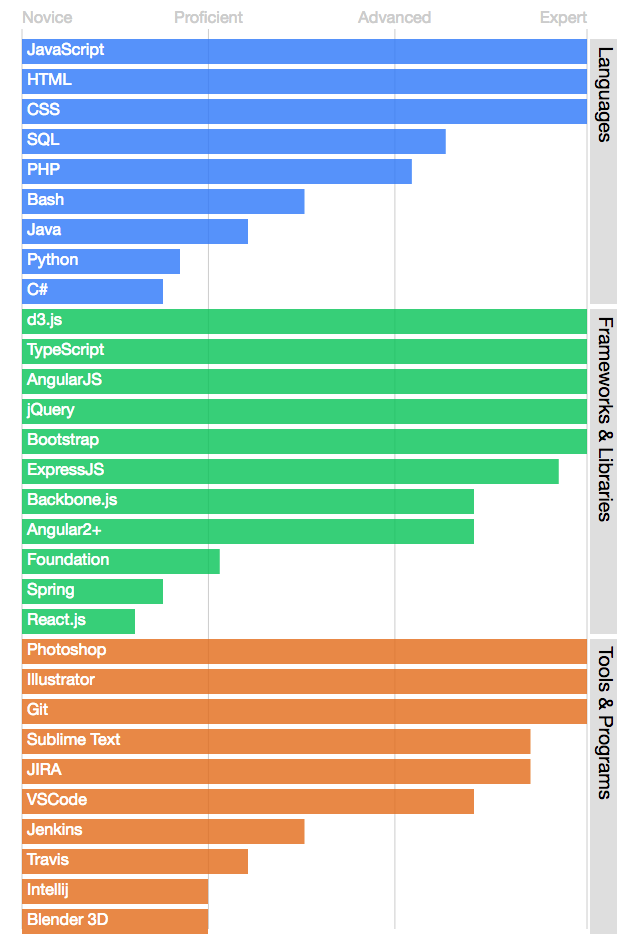 Novice Proficient Advanced Expert
JavaScript
HTML
CSS
SQL
PHP
Bash
Java
Python
C#
Languages
d3.js
TypeScript
AngularJS
jQuery
Bootstrap
ExpressJS
Backbone.js
Angular2+
Foundation
Spring
React.js
Frameworks & Libraries
Photoshop
Illustrator
Git
Sublime Text
JIRA
VSCode
Jenkins
Travis
Intellij
Blender 3D
Tools & Programs